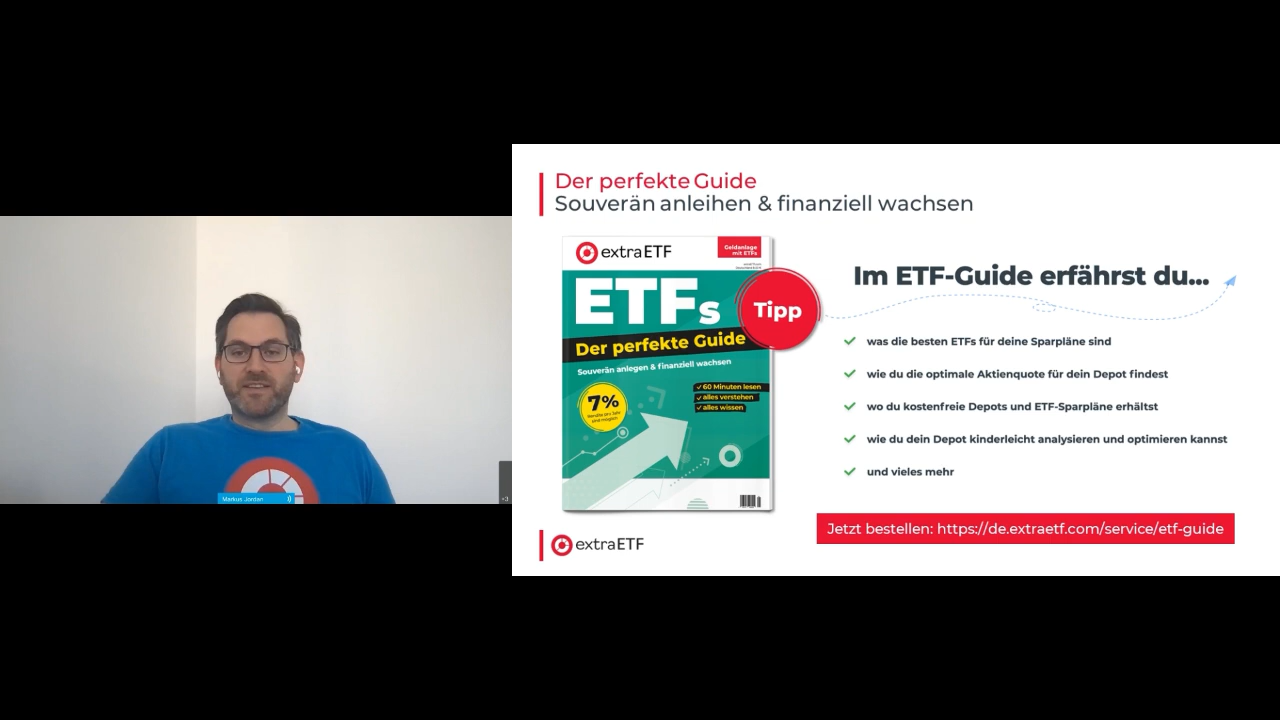 Der perfekte Guide
Souverän anleihen & finanziell wachsen
extraETF
Geldanlage
mit ETFs
ETFs
Tipp
Der perfekte Guide
Souverän anlegen & finanziell wachsen
60 Minuten lesen
alles verstehen
alles wissen
7%
Im ETF-Guide erfährst du...
was die besten ETFs für deine Sparpläne sind
wie du die optimale Aktienquote für dein Depot findest
wo du kostenfreie Depots und ETF-Sparpläne erhältst
wie du dein Depot kinderleicht analysieren und optimieren kannst
und vieles mehr
Jetzt bestellen: https://de.extraetf.com/service/etf-guide
extraETF
Markus Jordan
+3